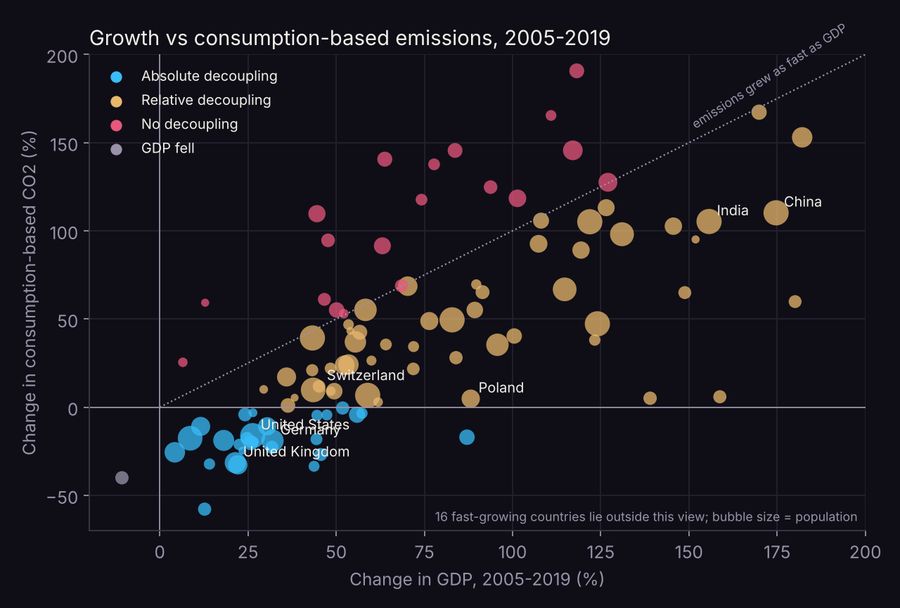 Growth vs consumption-based emissions, 2005-2019
Absolute decoupling
Relative decoupling
No decoupling
GDP fell
emissions grew as fast as GDP
China
India
Switzerland
Poland
United States
Germany
United Kingdom
16 fast-growing countries lie outside this view; bubble size = population
Change in consumption-based CO2 (%)
200
150
100
50
0
−50
0
25
50
75
100
125
150
175
200
Change in GDP, 2005-2019 (%)